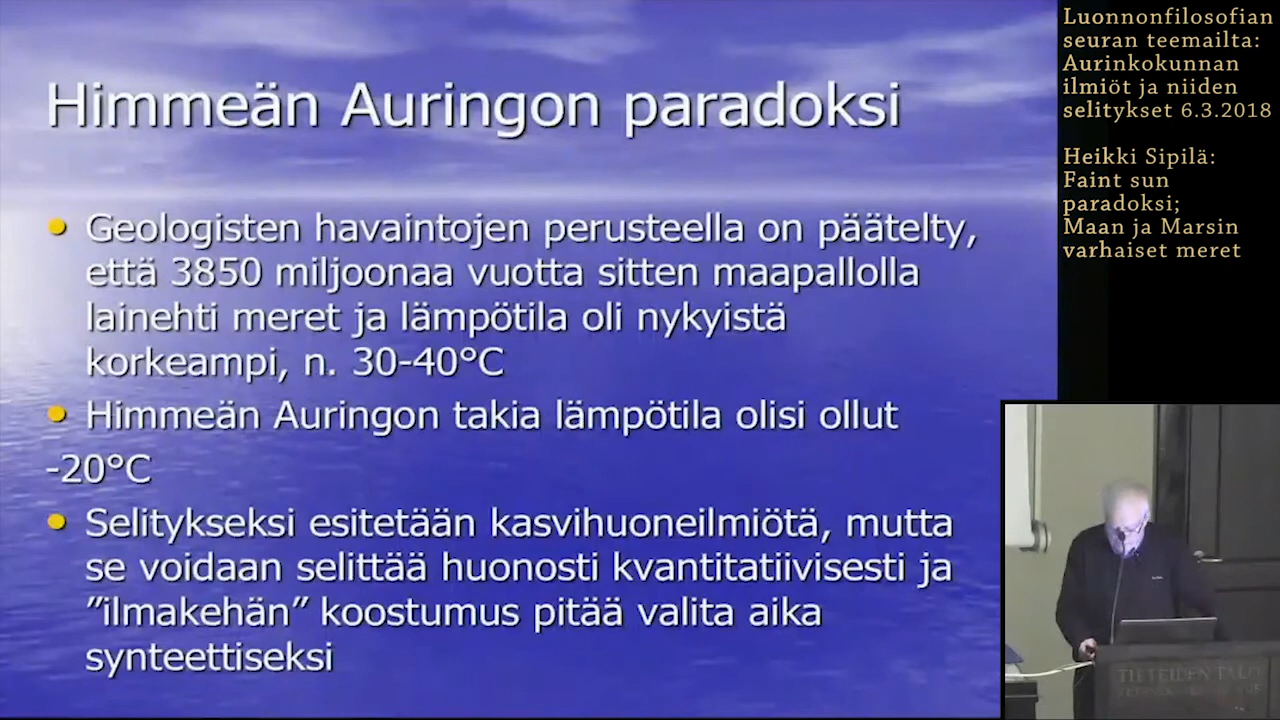 Himmeän Auringon paradoksi
Geologisten havaintojen perusteella on päätelty,
että 3850 miljoonaa vuotta sitten maapallolla
lainehti meret ja lämpötila oli nykyistä
korkeampi, n. 30-40°C
Himmeän Auringon takia lämpötila olisi ollut
-20°C
Selitykseksi esitetään kasvihuoneilmiötä, mutta
se voidaan selittää huonosti kvantitatiivisesti ja
”ilmakehän” koostumus pitää valita aika
synteettiseksi
Luonnonfilosofian
seuran teemailta:
Aurinkokunnan
ilmiöt ja niiden
selitykset 6.3.2018
Heikki Sipilä:
Faint sun
paradoksi;
Maan ja Marsin
varhaiset meret
TIETEIDEN TALO